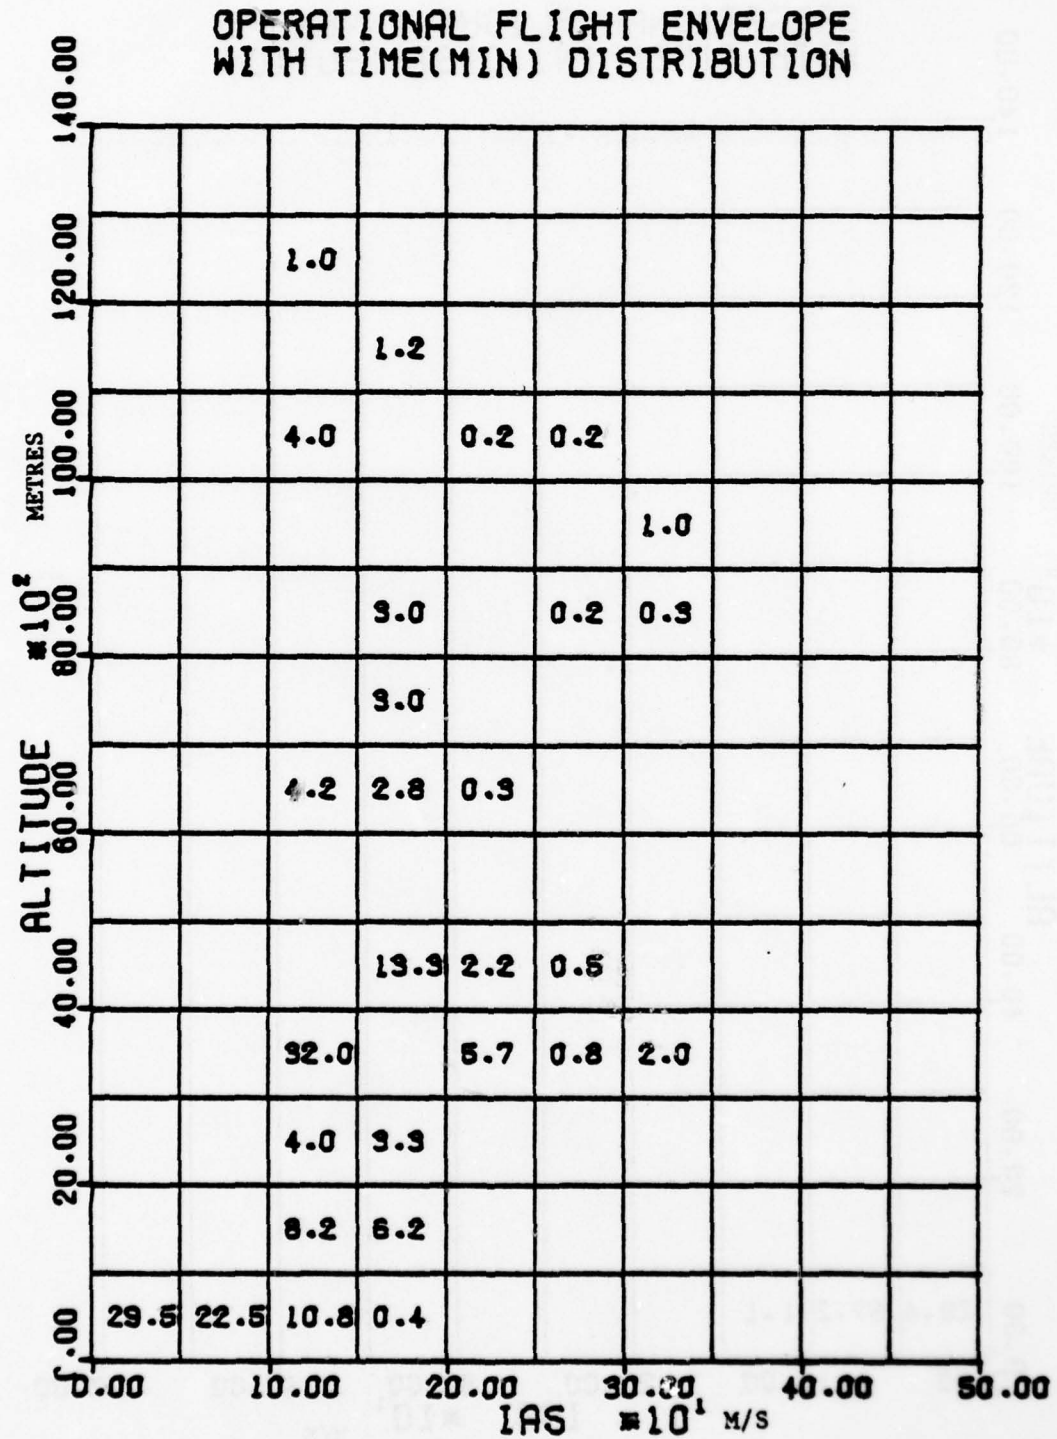 OPERATIONAL FLIGHT ENVELOPE
WITH TIME(MIN) DISTRIBUTION
140.00
120.00
100.00
80.00
60.00
40.00
20.00
.00
ALTITUDE ※10² METRES
1.0
1.2
4.0 0.2 0.2
1.0
3.0 0.2 0.3
3.0
4.2 2.8 0.3
13.3 2.2 0.5
32.0 5.7 0.8 2.0
4.0 3.3
8.2 6.2
29.5 22.5 10.8 0.4
0.00 10.00 20.00 30.00 40.00 50.00
IAS ※10¹ M/S